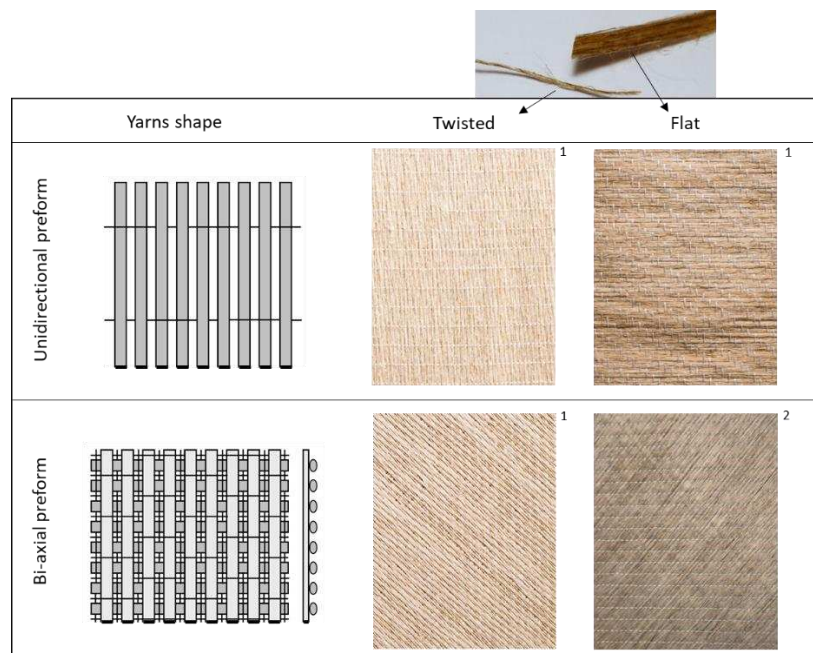 Yarns shape
Twisted
Flat
Unidirectional preform
1
1
Bi-axial preform
1
2